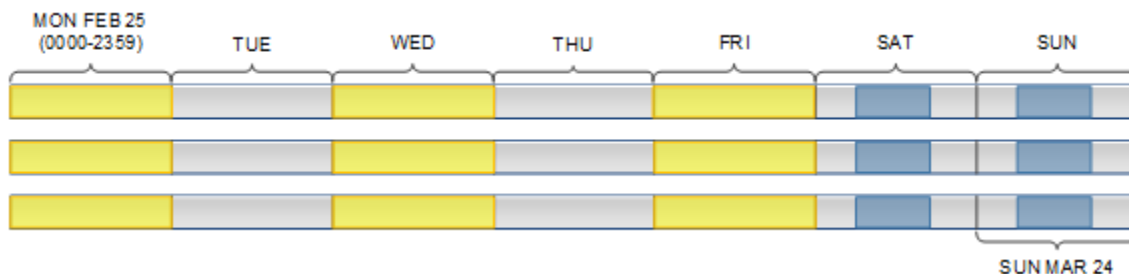 MON FEB 25
(0000-2359)
TUE
WED
THU
FRI
SAT
SUN
SUN MAR 24